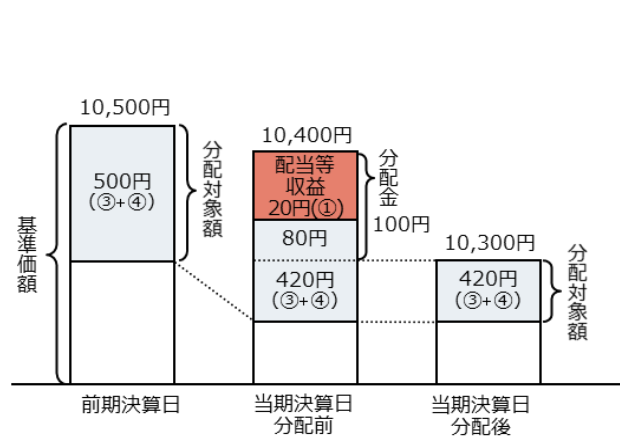 10,500円
500円
(③+④)
分配対象額
基準価額
前期決算日
10,400円
配当等
収益
20円(①)
80円
420円
(③+④)
分配金
100円
当期決算日
分配前
10,300円
420円
(③+④)
分配対象額
当期決算日
分配後